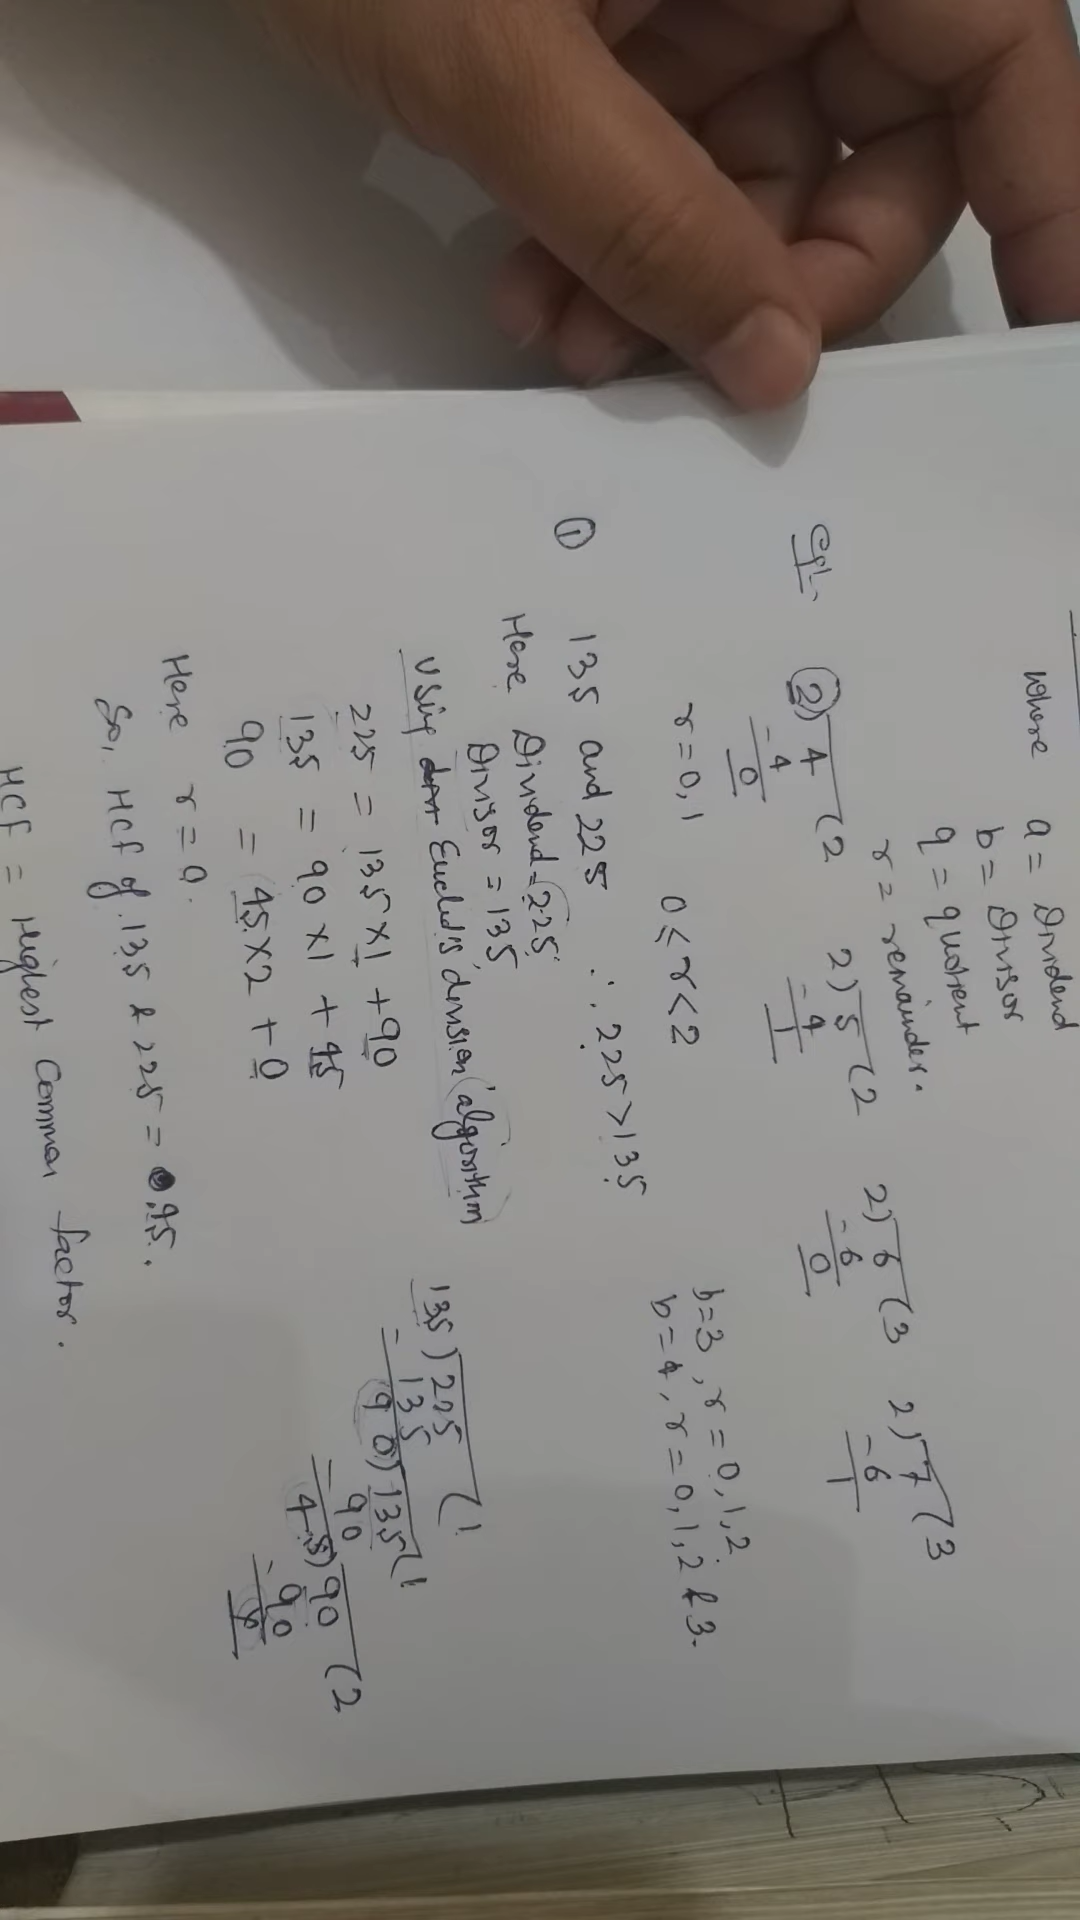 where a = Dividend
b = Divisor
q = quotient
r = remainder.
2)4(2 2)5(2 2)6(3 2)7(3
-4 -4 -6 -6
0 1 0 1
r = 0, 1 0 ≤ r < 2
b=3, r = 0, 1, 2
b=4, r = 0, 1, 2 & 3.
① 135 and 225 ∴ 225 > 135
Here Dividend = 225
Divisor = 135
Using Euclid's division algorithm
225 = 135 × 1 + 90
135 = 90 × 1 + 45
90 = 45 × 2 + 0
135)225(1
- 135
90)135(1
- 90
45)90(2
- 90
Here r = 0.
So, HCF of 135 & 225 = 45.
HCF = Highest Common factor.